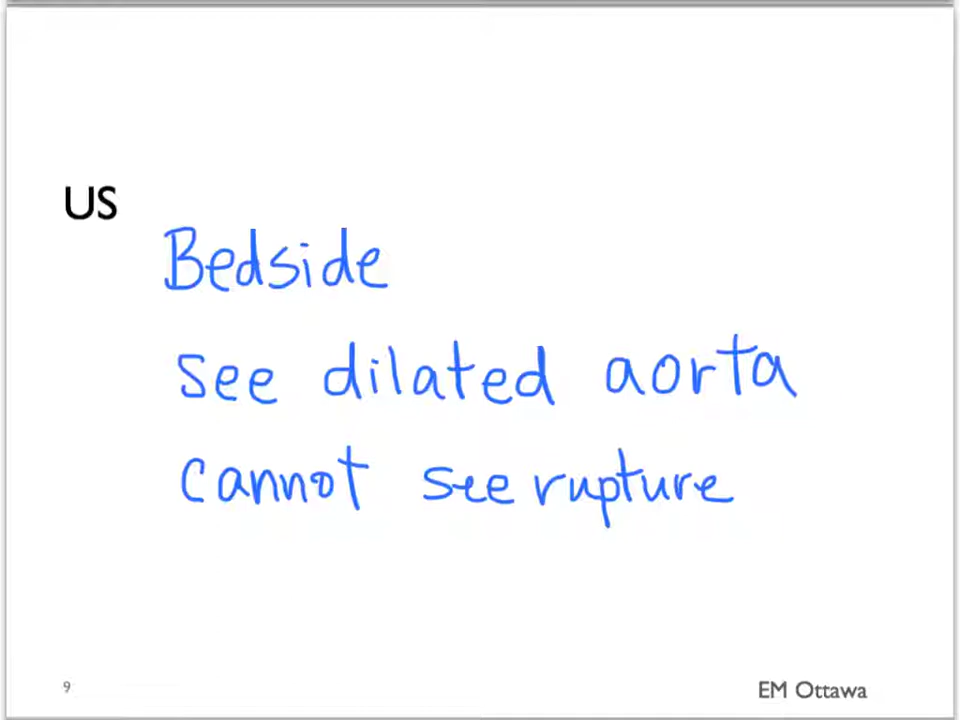 US
Bedside
see dilated aorta
cannot see rupture
9
EM Ottawa